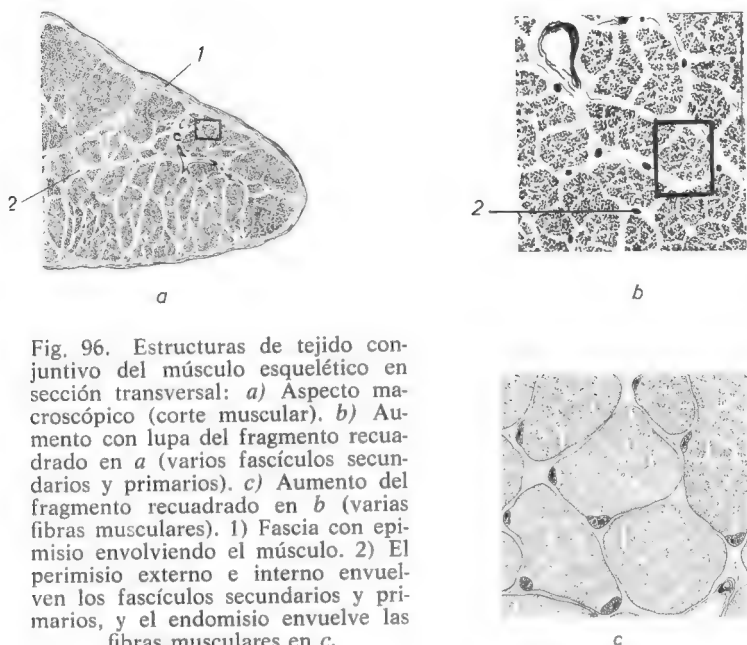 1
2
a
2
b
Fig. 96. Estructuras de tejido con-
juntivo del músculo esquelético en
sección transversal: a) Aspecto ma-
croscópico (corte muscular). b) Au-
mento con lupa del fragmento recua-
drado en a (varios fascículos secun-
darios y primarios). c) Aumento del
fragmento recuadrado en b (varias
fibras musculares). 1) Fascia con epi-
misio envolviendo el músculo. 2) El
perimisio externo e interno envuel-
ven los fascículos secundarios y pri-
marios, y el endomisio envuelve las
fibras musculares en c.
c